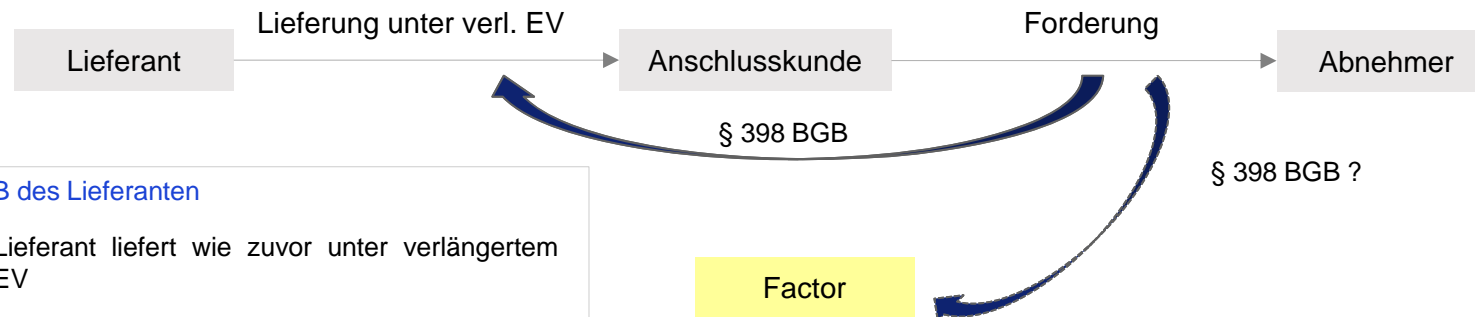 Lieferung unter verl. EV
Forderung
Lieferant
Anschlusskunde
Abnehmer
§ 398 BGB
§ 398 BGB ?
des Lieferanten
Lieferant liefert wie zuvor unter verlängertem
EV
Factor